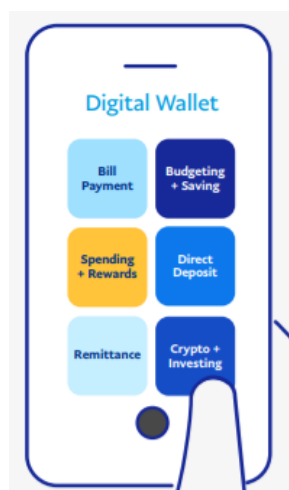 Digital Wallet
Bill
Payment
Budgeting
+ Saving
Spending
+ Rewards
Direct
Deposit
Remittance
Crypto +
Investing